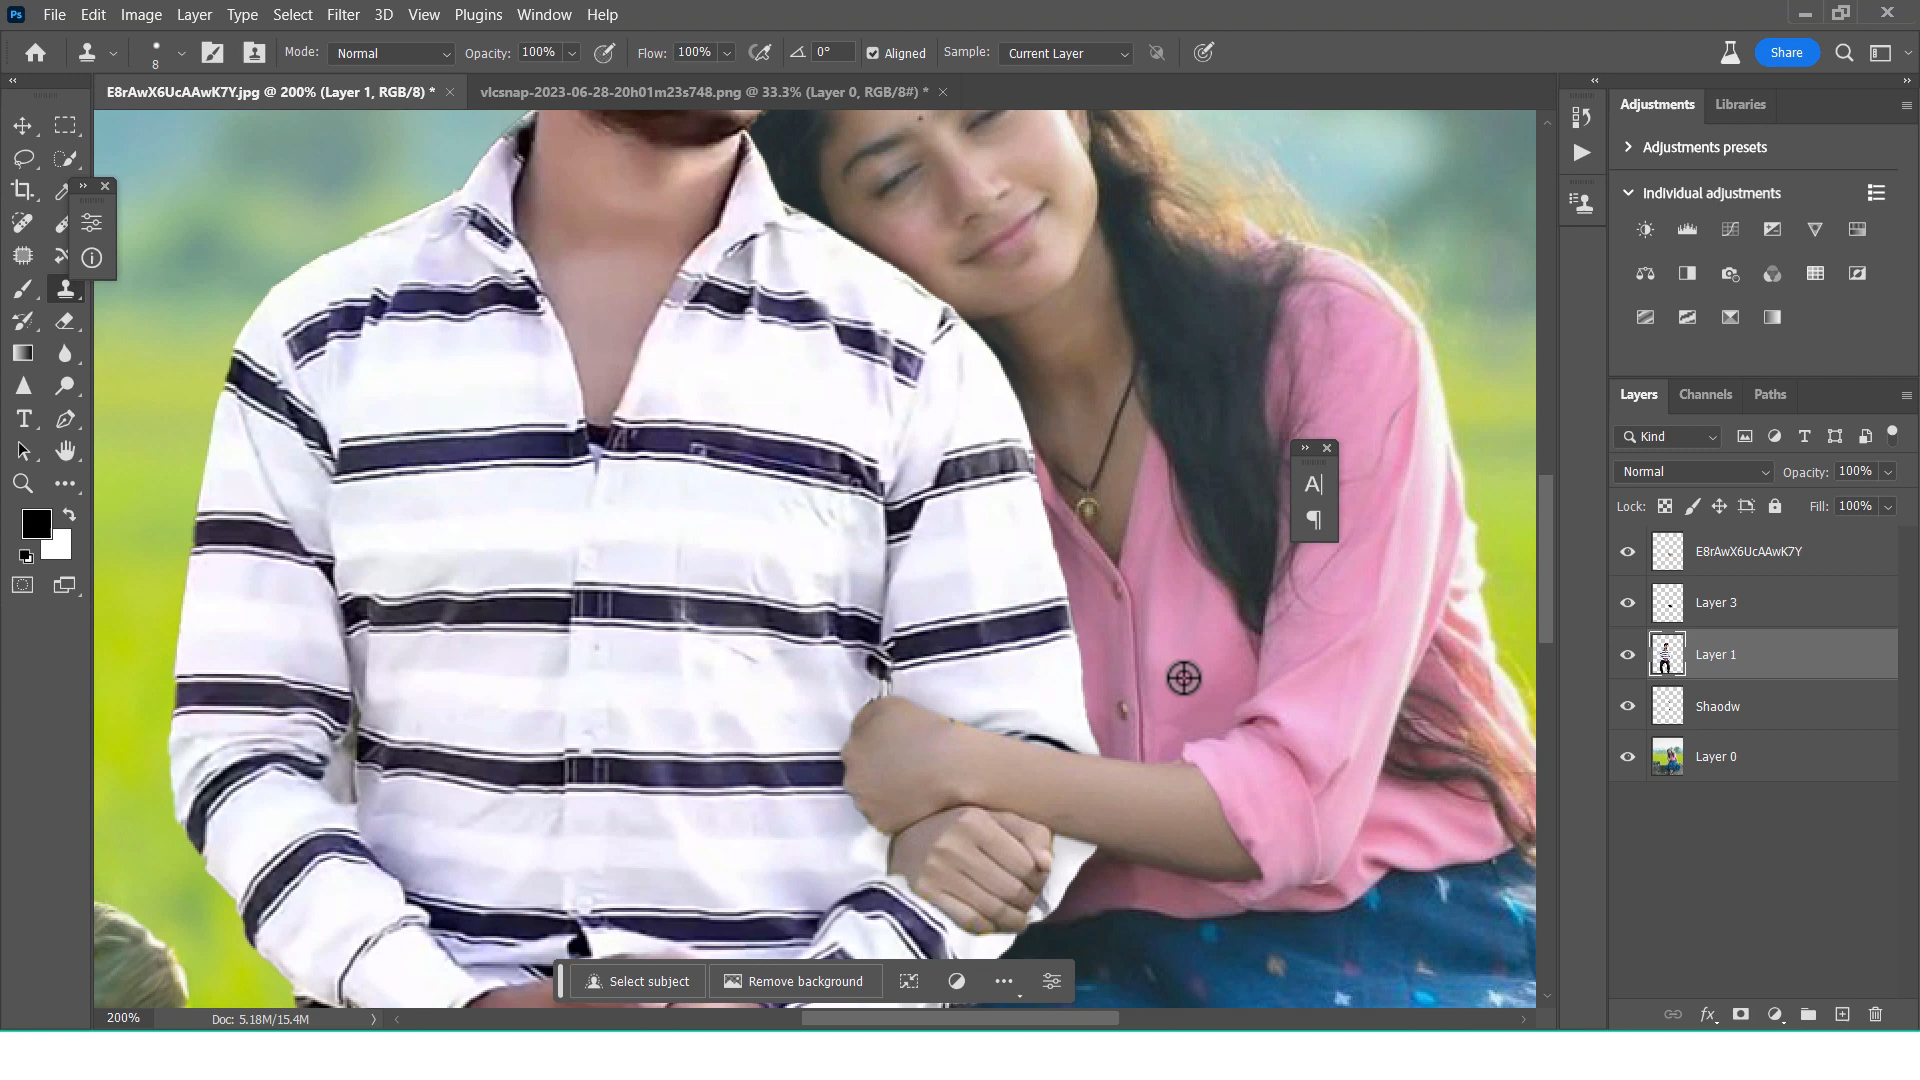 Ps File Edit Image Layer Type Select Filter 3D View Plugins Window Help
8 Mode: Normal Opacity: 100% Flow: 100% 0° Aligned Sample: Current Layer Share
E8rAwX6UcAAwK7Y.jpg @ 200% (Layer 1, RGB/8) * vlcsnap-2023-06-28-20h01m23s748.png @ 33.3% (Layer 0, RGB/8#) *
Adjustments Libraries
Adjustments presets
Individual adjustments
Layers Channels Paths
Kind
Normal Opacity: 100%
Lock: Fill: 100%
E8rAwX6UcAAwK7Y
Layer 3
Layer 1
Shaodw
Layer 0
Select subject Remove background
200% Doc: 5.18M/15.4M